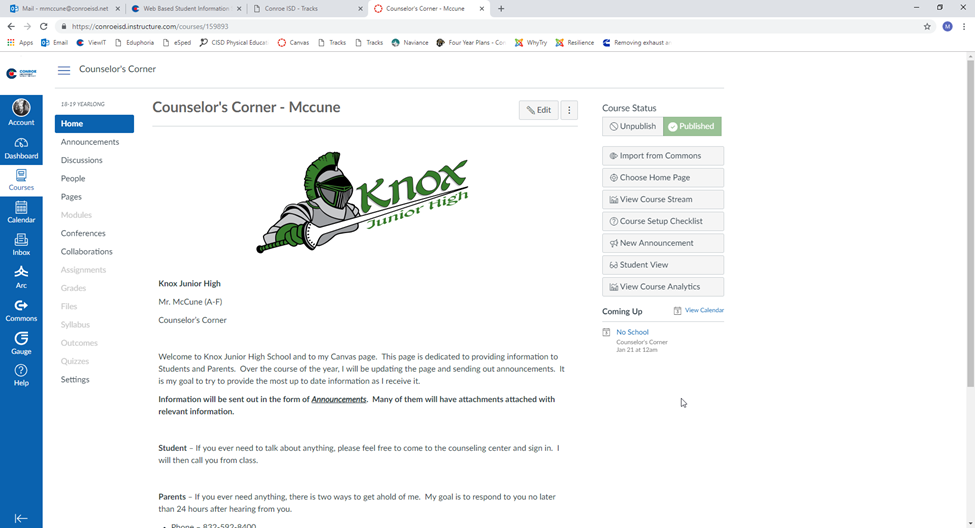 Mail - mmccune@conroeisd.net
Web Based Student Information
Conroe ISD - Tracks
Counselor's Corner - Mccune
https://conroeisd.instructure.com/courses/159893
M
Apps
Email
ViewIT
Eduphoria
eSped
CISD Physical Educat
Canvas
Tracks
Tracks
Naviance
Four Year Plans - Co
WhyTry
Resilience
Removing exhaust a
CONROE
Counselor's Corner
Account
Dashboard
Courses
Calendar
Inbox
Arc
Commons
Gauge
Help
18-19 YEARLONG
Home
Announcements
Discussions
People
Pages
Modules
Conferences
Collaborations
Assignments
Grades
Files
Syllabus
Outcomes
Quizzes
Settings
Counselor's Corner - Mccune
Edit
Knox
Junior High
Knox Junior High
Mr. McCune (A-F)
Counselor's Corner
Welcome to Knox Junior High School and to my Canvas page. This page is dedicated to providing information to
Students and Parents. Over the course of the year, I will be updating the page and sending out announcements. It
is my goal to try to provide the most up to date information as I receive it.
Information will be sent out in the form of Announcements. Many of them will have attachments attached with
relevant information.
Student – If you ever need to talk about anything, please feel free to come to the counseling center and sign in. I
will then call you from class.
Parents – If you ever need anything, there is two ways to get ahold of me. My goal is to respond to you no later
than 24 hours after hearing from you.
• Phone – 832-592-8400
Course Status
Unpublish
Published
Import from Commons
Choose Home Page
View Course Stream
Course Setup Checklist
New Announcement
Student View
View Course Analytics
Coming Up
View Calendar
No School
Counselor's Corner
Jan 21 at 12am